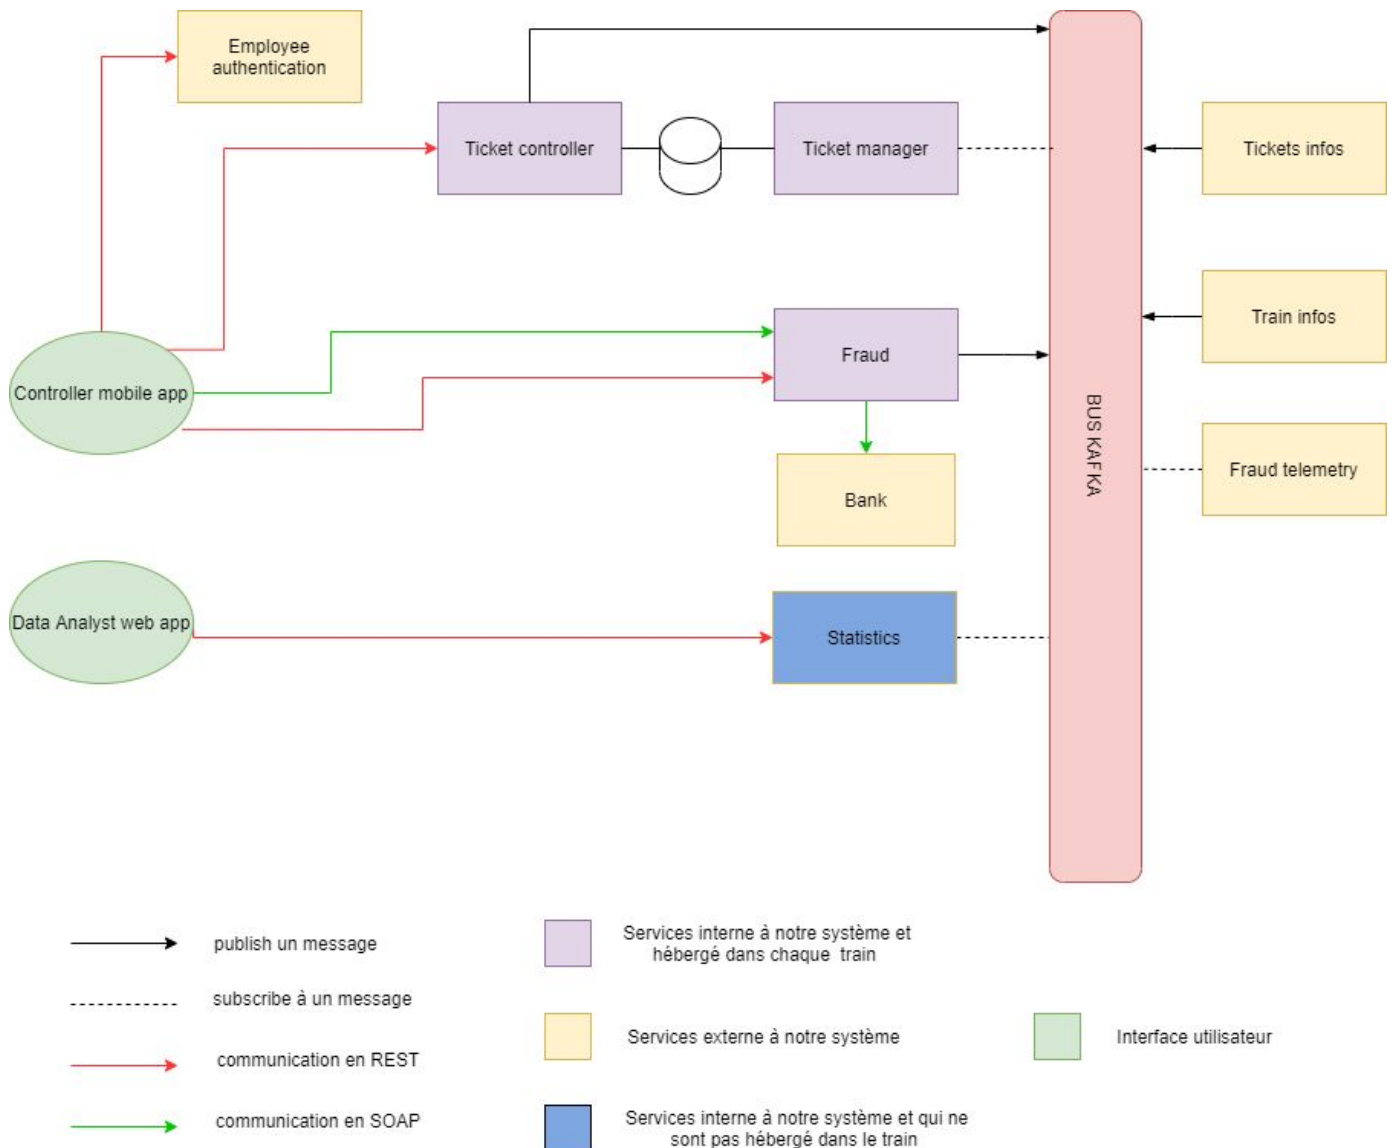 Employee
authentication
Ticket controller
Ticket manager
Tickets infos
Train infos
Controller mobile app
Fraud
BUS KAFKA
Fraud telemetry
Bank
Data Analyst web app
Statistics
publish un message
Services interne à notre système et
hébergé dans chaque train
subscribe à un message
Services externe à notre système
Interface utilisateur
communication en REST
communication en SOAP
Services interne à notre système et qui ne
sont pas hébergé dans le train